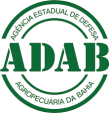 AGÊNCIA ESTADUAL DE DEFESA
ADAB
AGROPECUÁRIA DA BAHIA